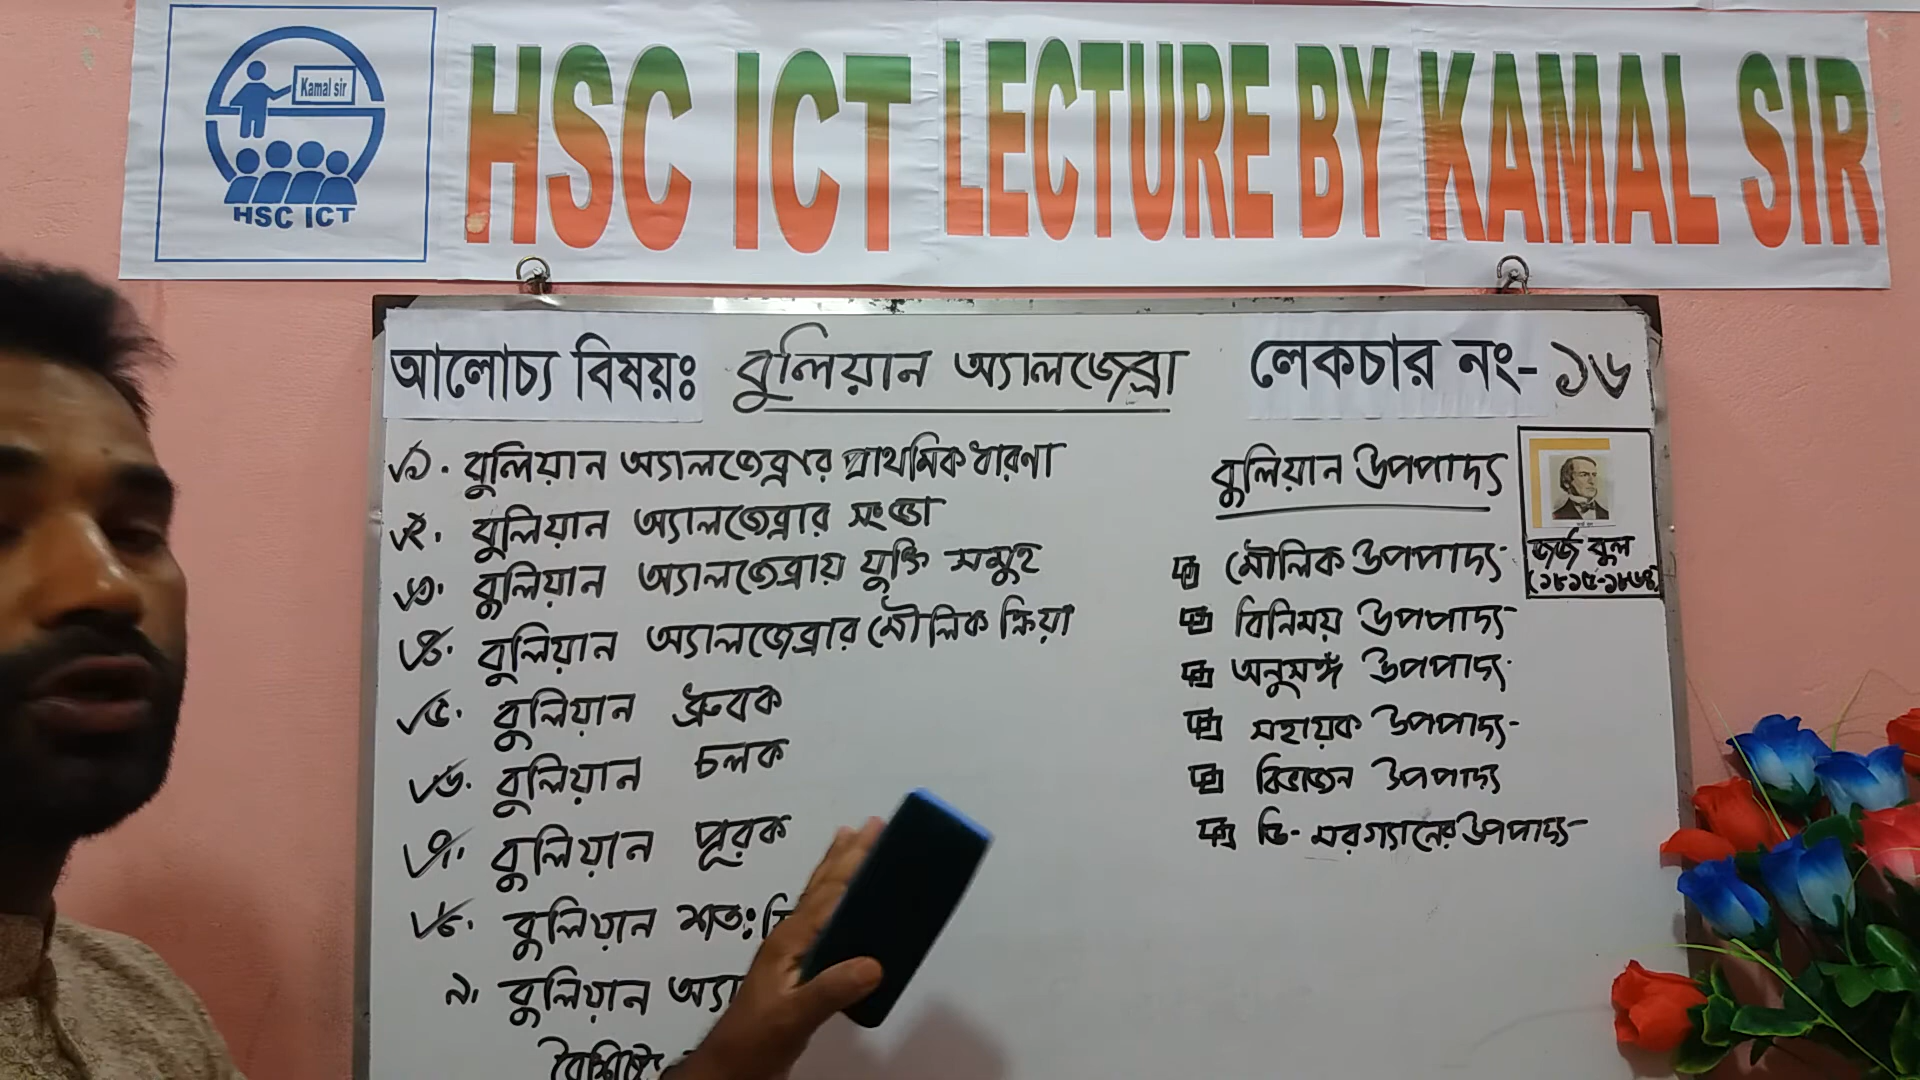 Kamal sir
HSC ICT
HSC ICT LECTURE BY KAMAL SIR
আলোচ্য বিষয়ঃ বুলিয়ান অ্যালজেব্রা
লেকচার নং- ১৬
১. বুলিয়ান অ্যালজেব্রার প্রাথমিক ধারণা
২. বুলিয়ান অ্যালজেব্রার সংজ্ঞা
৩. বুলিয়ান অ্যালজেব্রায় যুক্তি সমুহ
৪. বুলিয়ান অ্যালজেব্রার মৌলিক ক্রিয়া
৫. বুলিয়ান ধ্রুবক
৬. বুলিয়ান চলক
৭. বুলিয়ান পূরক
৮. বুলিয়ান
৯. বুলিয়ান
বুলিয়ান উপপাদ্য
মৌলিক উপপাদ্য-
বিনিময় উপপাদ্য-
অনুষঙ্গ উপপাদ্য-
সহায়ক উপপাদ্য-
বিভাজন উপপাদ্য
ডি-মরগ্যানের উপপাদ্য-
জর্জ বুল
(১৮১৫-১৮৬৪)